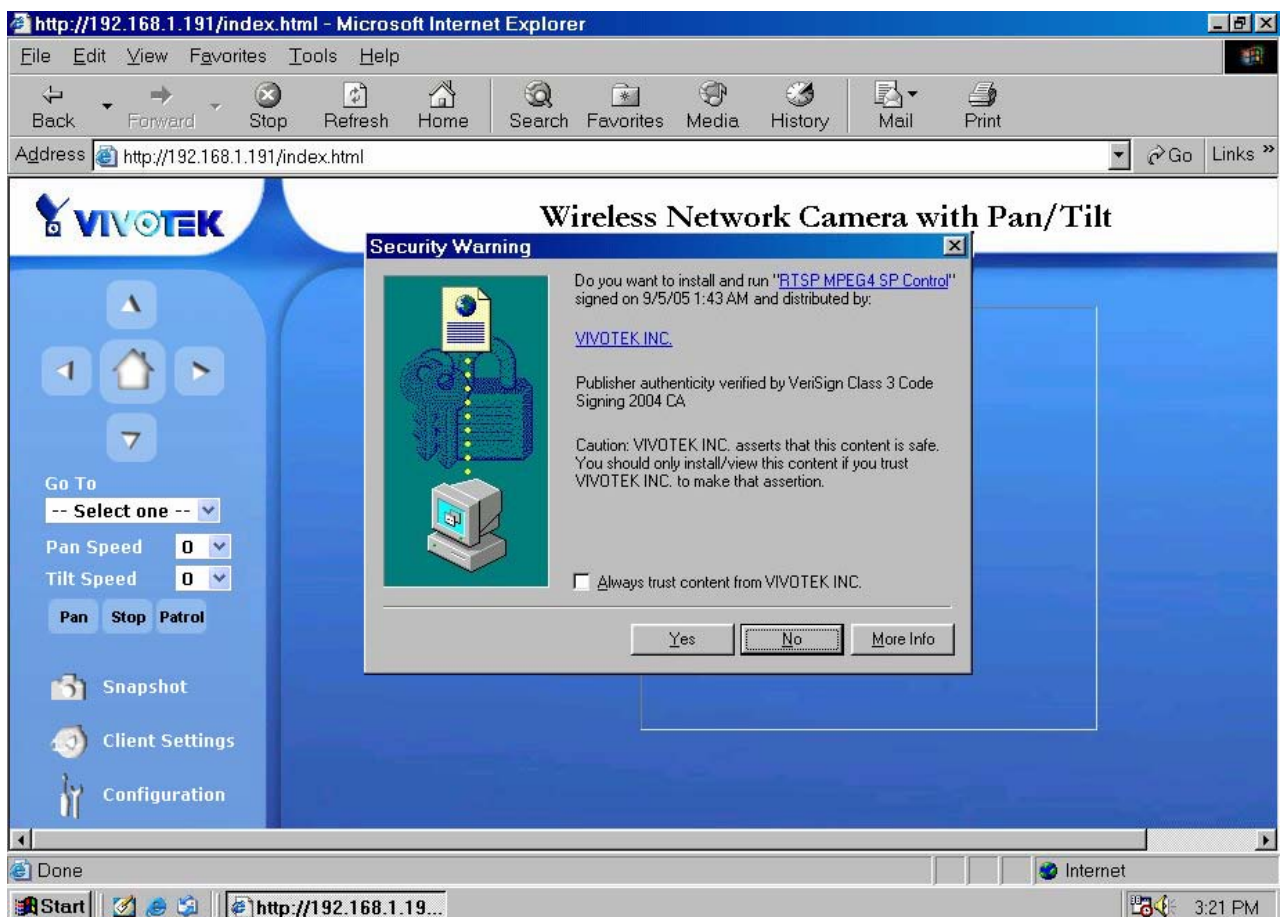 http://192.168.1.191/index.html - Microsoft Internet Explorer
File Edit View Favorites Tools Help
Back Forward Stop Refresh Home Search Favorites Media History Mail Print
Address http://192.168.1.191/index.html Go Links »
VIVOTEK
Wireless Network Camera with Pan/Tilt
Security Warning
Do you want to install and run "RTSP MPEG4 SP Control"
signed on 9/5/05 1:43 AM and distributed by:
VIVOTEK INC.
Publisher authenticity verified by VeriSign Class 3 Code
Signing 2004 CA
Caution: VIVOTEK INC. asserts that this content is safe.
You should only install/view this content if you trust
VIVOTEK INC. to make that assertion.
Always trust content from VIVOTEK INC.
Yes No More Info
Go To
-- Select one --
Pan Speed 0
Tilt Speed 0
Pan Stop Patrol
Snapshot
Client Settings
Configuration
Done Internet
Start http://192.168.1.19... 3:21 PM